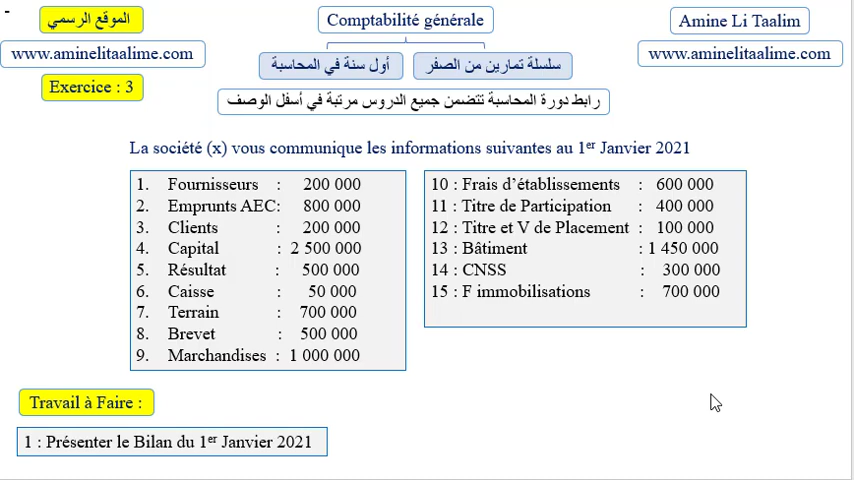 الموقع الرسمي
Comptabilité générale
Amine Li Taalim
www.aminelitaalime.com
www.aminelitaalime.com
أول سنة في المحاسبة
سلسلة تمارين من الصفر
Exercice : 3
رابط دورة المحاسبة تتضمن جميع الدروس مرتبة في أسفل الوصف
La société (x) vous communique les informations suivantes au 1er Janvier 2021
1. Fournisseurs : 200 000
2. Emprunts AEC: 800 000
3. Clients : 200 000
4. Capital : 2 500 000
5. Résultat : 500 000
6. Caisse : 50 000
7. Terrain : 700 000
8. Brevet : 500 000
9. Marchandises : 1 000 000
10 : Frais d’établissements : 600 000
11 : Titre de Participation : 400 000
12 : Titre et V de Placement : 100 000
13 : Bâtiment : 1 450 000
14 : CNSS : 300 000
15 : F immobilisations : 700 000
Travail à Faire :
1 : Présenter le Bilan du 1er Janvier 2021